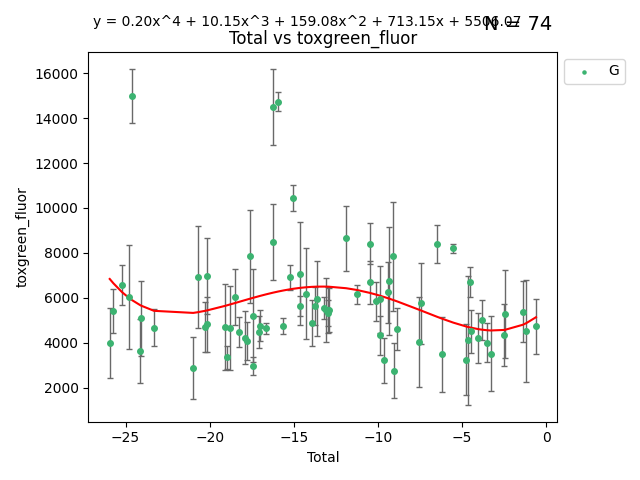 y = 0.20x^4 + 10.15x^3 + 159.08x^2 + 713.15x + 5506.07
N = 74
Total vs toxgreen_fluor
G
16000
14000
12000
10000
8000
6000
4000
2000
toxgreen_fluor
−25 −20 −15 −10 −5 0
Total